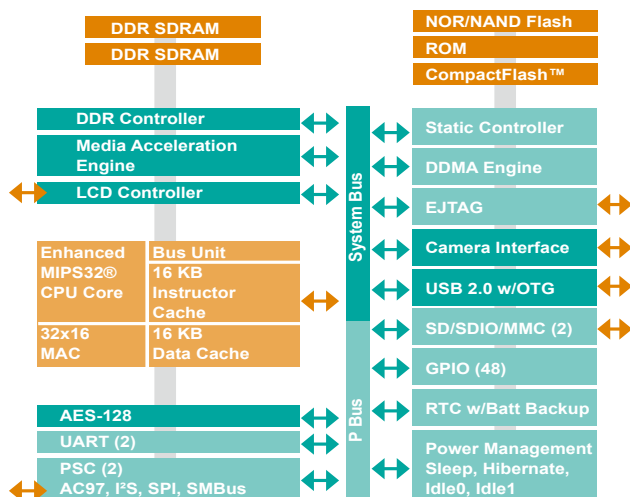 DDR SDRAM
DDR SDRAM
NOR/NAND Flash
ROM
CompactFlash™
DDR Controller
Media Acceleration
Engine
LCD Controller
Enhanced
MIPS32®
CPU Core
Bus Unit
16 KB
Instructor
Cache
32x16
MAC
16 KB
Data Cache
AES-128
UART (2)
PSC (2)
AC97, I²S, SPI, SMBus
System Bus
P Bus
Static Controller
DDMA Engine
EJTAG
Camera Interface
USB 2.0 w/OTG
SD/SDIO/MMC (2)
GPIO (48)
RTC w/Batt Backup
Power Management
Sleep, Hibernate,
Idle0, Idle1